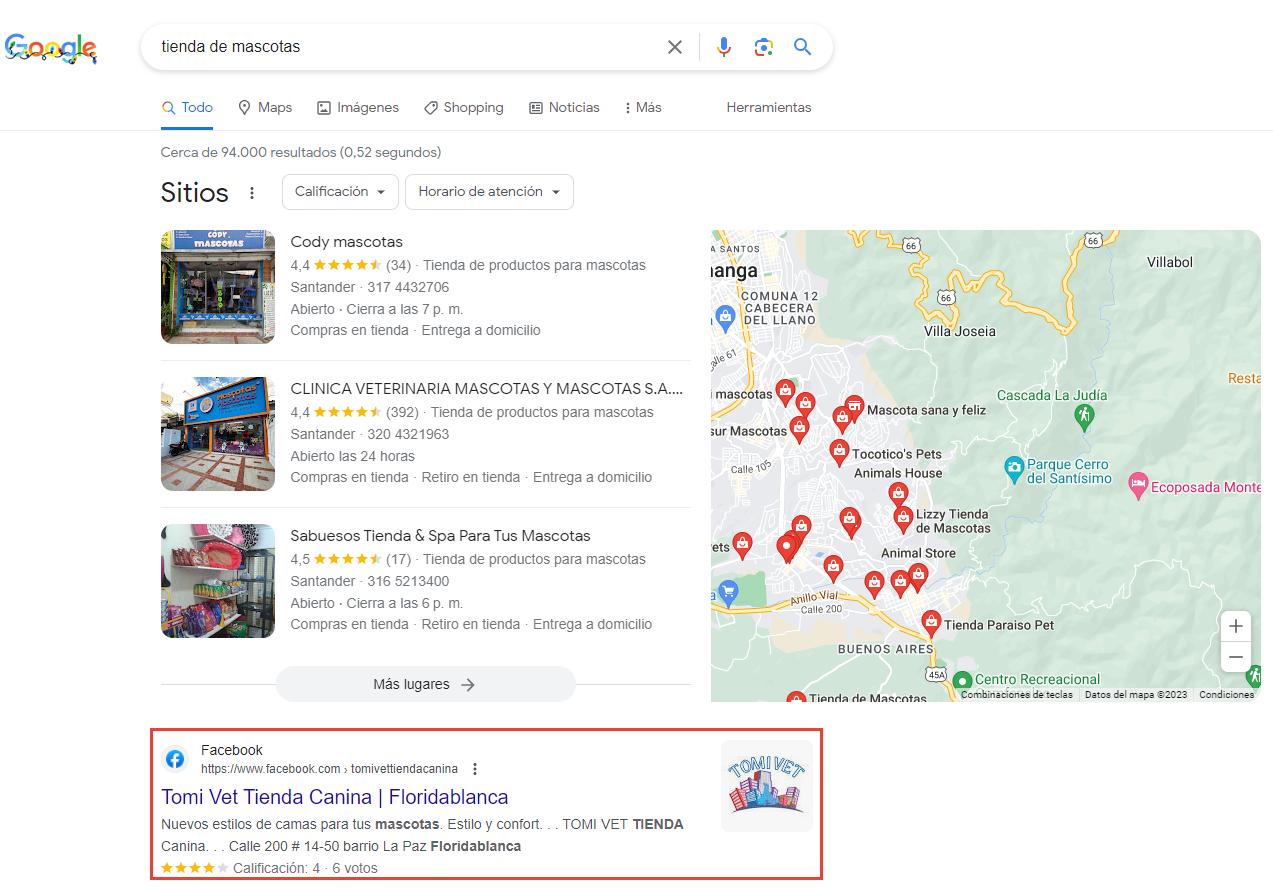 Google
tienda de mascotas
Todo
Maps
Imágenes
Shopping
Noticias
Más
Herramientas
Cerca de 94.000 resultados (0,52 segundos)
Sitios
Calificación
Horario de atención
CODY
MASCOTAS
Cody mascotas
4,4 (34) · Tienda de productos para mascotas
Santander · 317 4432706
Abierto · Cierra a las 7 p. m.
Compras en tienda · Entrega a domicilio
mascotas
CLINICA VETERINARIA MASCOTAS Y MASCOTAS S.A....
4,4 (392) · Tienda de productos para mascotas
Santander · 320 4321963
Abierto las 24 horas
Compras en tienda · Retiro en tienda · Entrega a domicilio
Sabuesos Tienda & Spa Para Tus Mascotas
4,5 (17) · Tienda de productos para mascotas
Santander · 316 5213400
Abierto · Cierra a las 6 p. m.
Compras en tienda · Retiro en tienda · Entrega a domicilio
Más lugares
A SANTOS
anga
66
66
Villabol
COMUNA 12
CABECERA
DEL LLANO
66
Villa Joseia
alle 61
Resta
i mascotas
Cascada La Judía
Mascota sana y feliz
sur Mascotas
Calle 105
Tocotico's Pets
Animals House
Parque Cerro
del Santísimo
Ecoposada Monte
Lizzy Tienda
de Mascotas
ets
Animal Store
a
Anillo Vial
Calle 200
Tienda Paraiso Pet
BUENOS AIRES
45A
Centro Recreacional
Tienda de Mascotas
Combinaciones de teclas
Datos del mapa ©2023
Condiciones
Facebook
https://www.facebook.com › tomivettiendacanina
Tomi Vet Tienda Canina | Floridablanca
Nuevos estilos de camas para tus mascotas. Estilo y confort. . . TOMI VET TIENDA
Canina. . . Calle 200 # 14-50 barrio La Paz Floridablanca
Calificación: 4 · 6 votos
TOMIVET